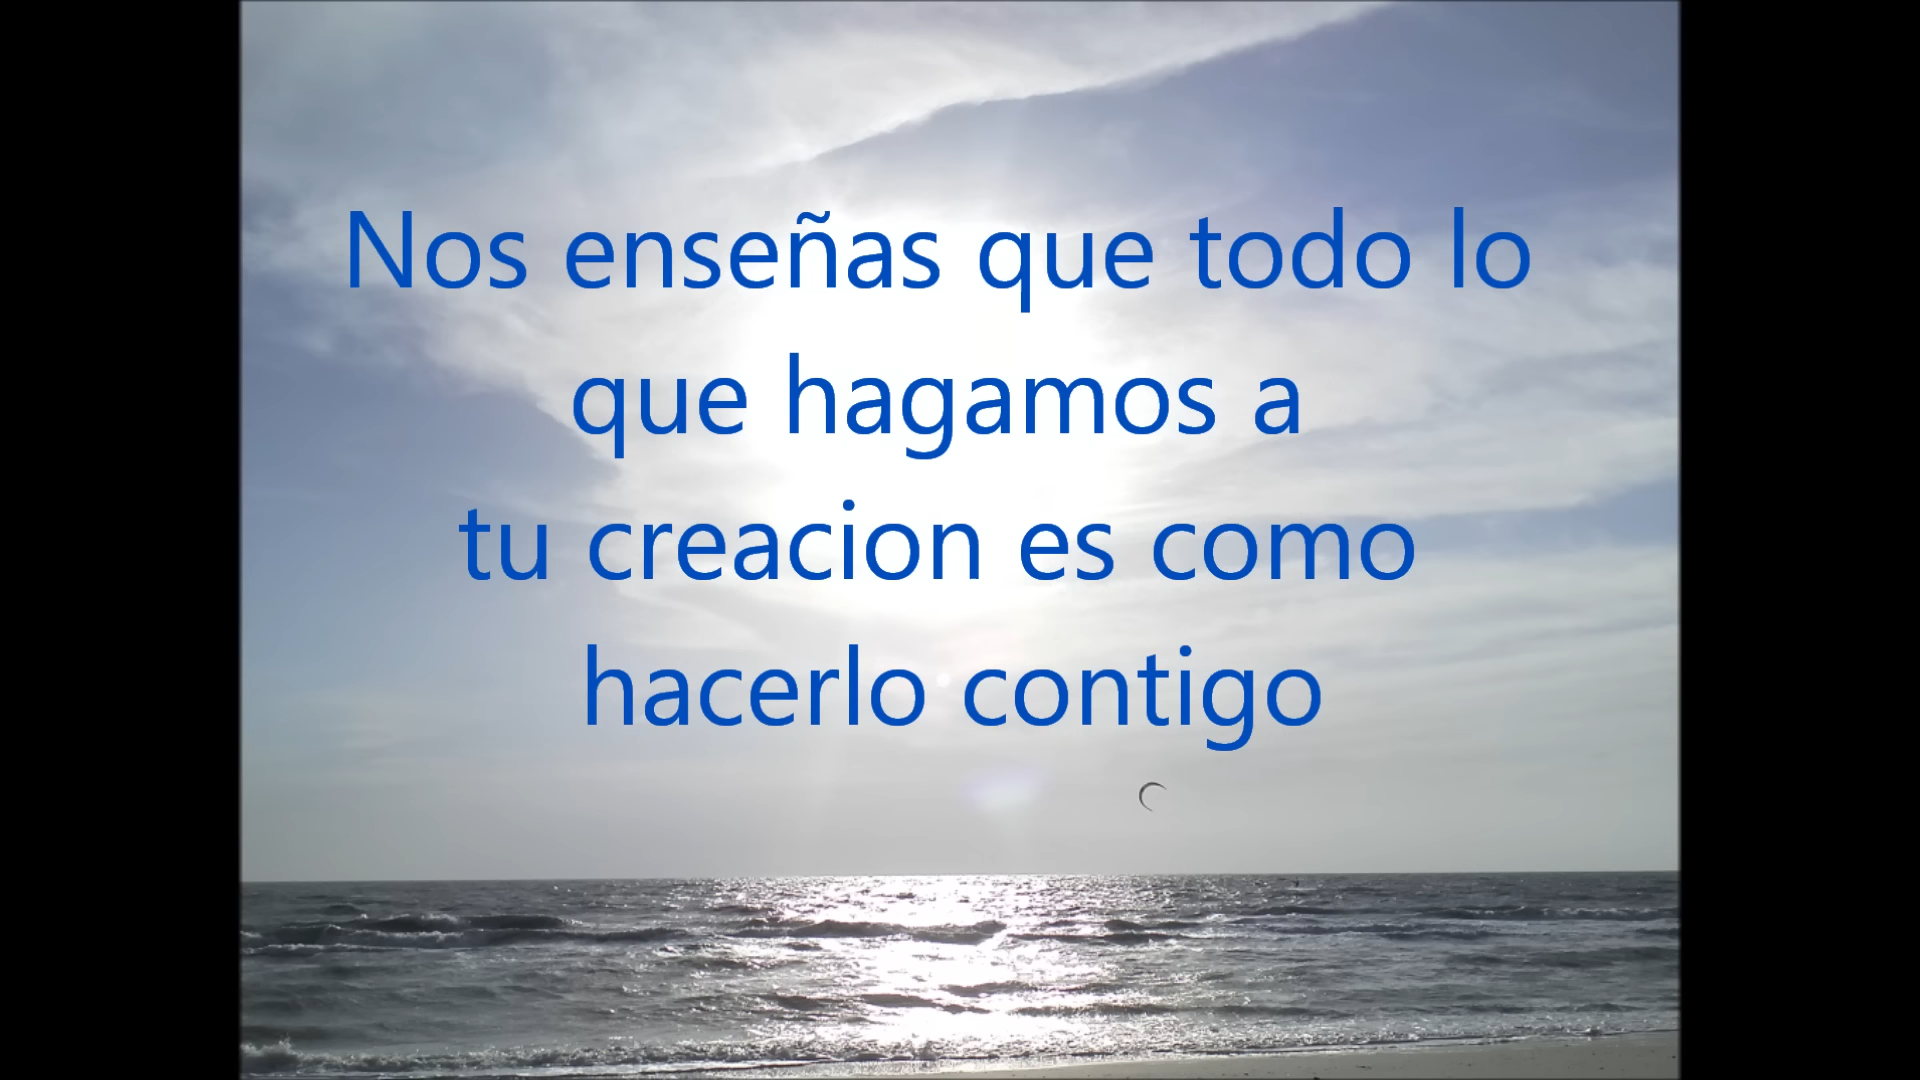 Nos enseñas que todo lo
que hagamos a
tu creacion es como
hacerlo contigo